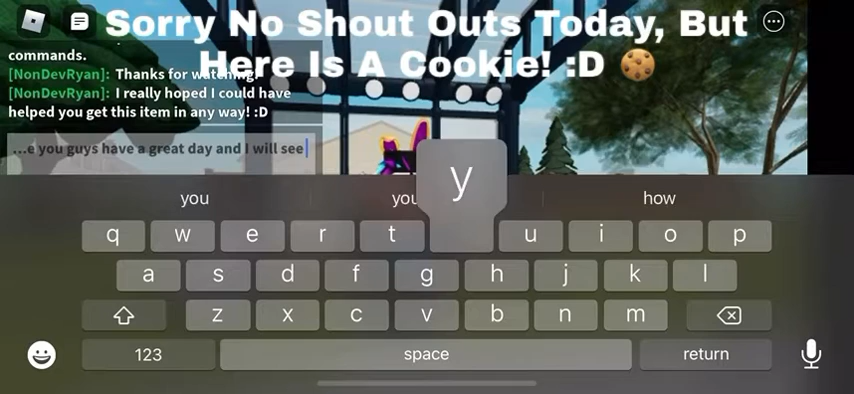 Sorry No Shout Outs Today, But
Here Is A Cookie! :D 🍪
commands.
[NonDevRyan]: Thanks for watching!
[NonDevRyan]: I really hoped I could have
helped you get this item in any way! :D
...e you guys have a great day and I will see
you how
y
q w e r t u i o p
a s d f g h j k l
z x c v b n m
123 space return